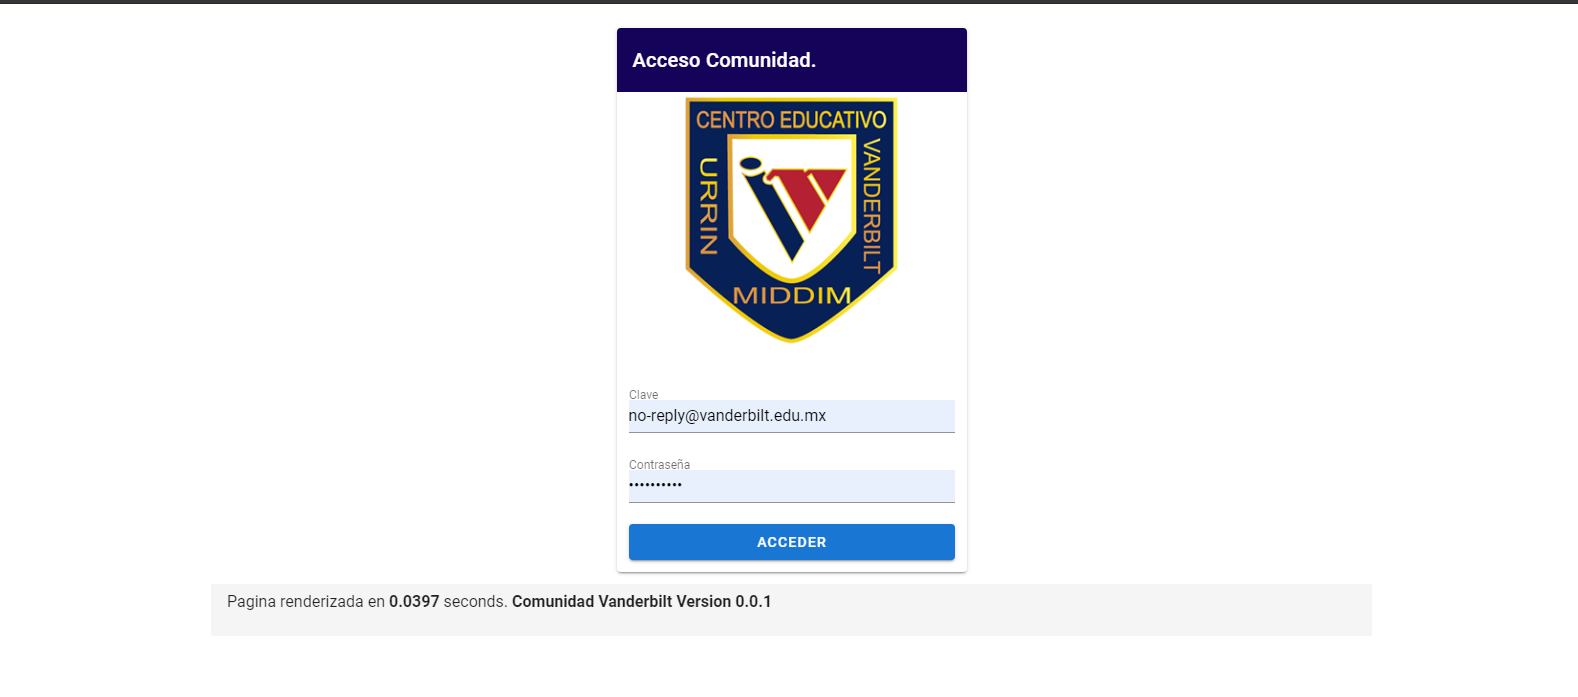 Acceso Comunidad.
CENTRO EDUCATIVO
URRIN
VANDERBILT
MIDDIM
Clave
no-reply@vanderbilt.edu.mx
Contraseña
••••••••••
ACCEDER
Pagina renderizada en 0.0397 seconds. Comunidad Vanderbilt Version 0.0.1